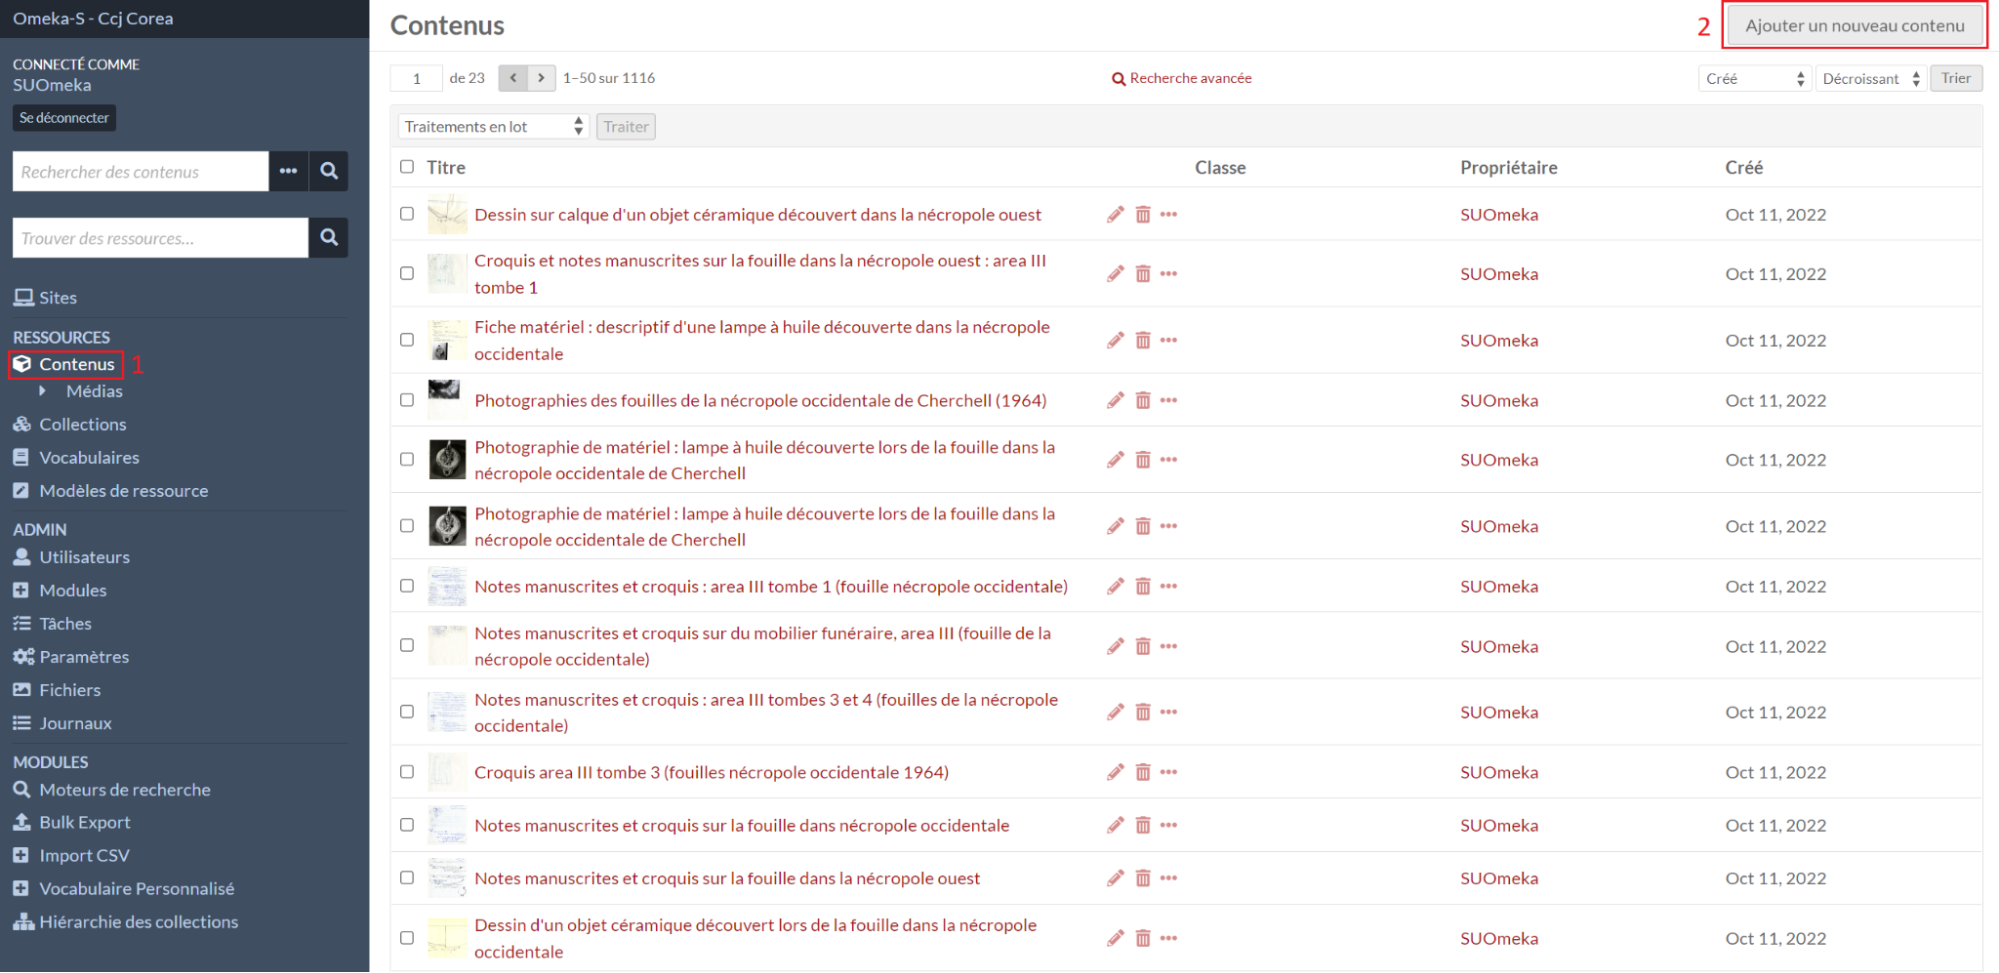 Omeka-S - Ccj Corea
CONNECTÉ COMME
SUOmeka
Se déconnecter
Rechercher des contenus
Trouver des ressources...
Sites
RESSOURCES
Contenus 1
Médias
Collections
Vocabulaires
Modèles de ressource
ADMIN
Utilisateurs
Modules
Tâches
Paramètres
Fichiers
Journaux
MODULES
Moteurs de recherche
Bulk Export
Import CSV
Vocabulaire Personnalisé
Hiérarchie des collections
Contenus
2 Ajouter un nouveau contenu
1 de 23 < > 1–50 sur 1116 Recherche avancée Créé Décroissant Trier
Traitements en lot Traiter
Titre Classe Propriétaire Créé
Dessin sur calque d'un objet céramique découvert dans la nécropole ouest SUOmeka Oct 11, 2022
Croquis et notes manuscrites sur la fouille dans la nécropole ouest : area III
tombe 1 SUOmeka Oct 11, 2022
Fiche matériel : descriptif d'une lampe à huile découverte dans la nécropole
occidentale SUOmeka Oct 11, 2022
Photographies des fouilles de la nécropole occidentale de Cherchell (1964) SUOmeka Oct 11, 2022
Photographie de matériel : lampe à huile découverte lors de la fouille dans la
nécropole occidentale de Cherchell SUOmeka Oct 11, 2022
Photographie de matériel : lampe à huile découverte lors de la fouille dans la
nécropole occidentale de Cherchell SUOmeka Oct 11, 2022
Notes manuscrites et croquis : area III tombe 1 (fouille nécropole occidentale) SUOmeka Oct 11, 2022
Notes manuscrites et croquis sur du mobilier funéraire, area III (fouille de la
nécropole occidentale) SUOmeka Oct 11, 2022
Notes manuscrites et croquis : area III tombes 3 et 4 (fouilles de la nécropole
occidentale) SUOmeka Oct 11, 2022
Croquis area III tombe 3 (fouilles nécropole occidentale 1964) SUOmeka Oct 11, 2022
Notes manuscrites et croquis sur la fouille dans nécropole occidentale SUOmeka Oct 11, 2022
Notes manuscrites et croquis sur la fouille dans la nécropole ouest SUOmeka Oct 11, 2022
Dessin d'un objet céramique découvert lors de la fouille dans la nécropole
occidentale SUOmeka Oct 11, 2022